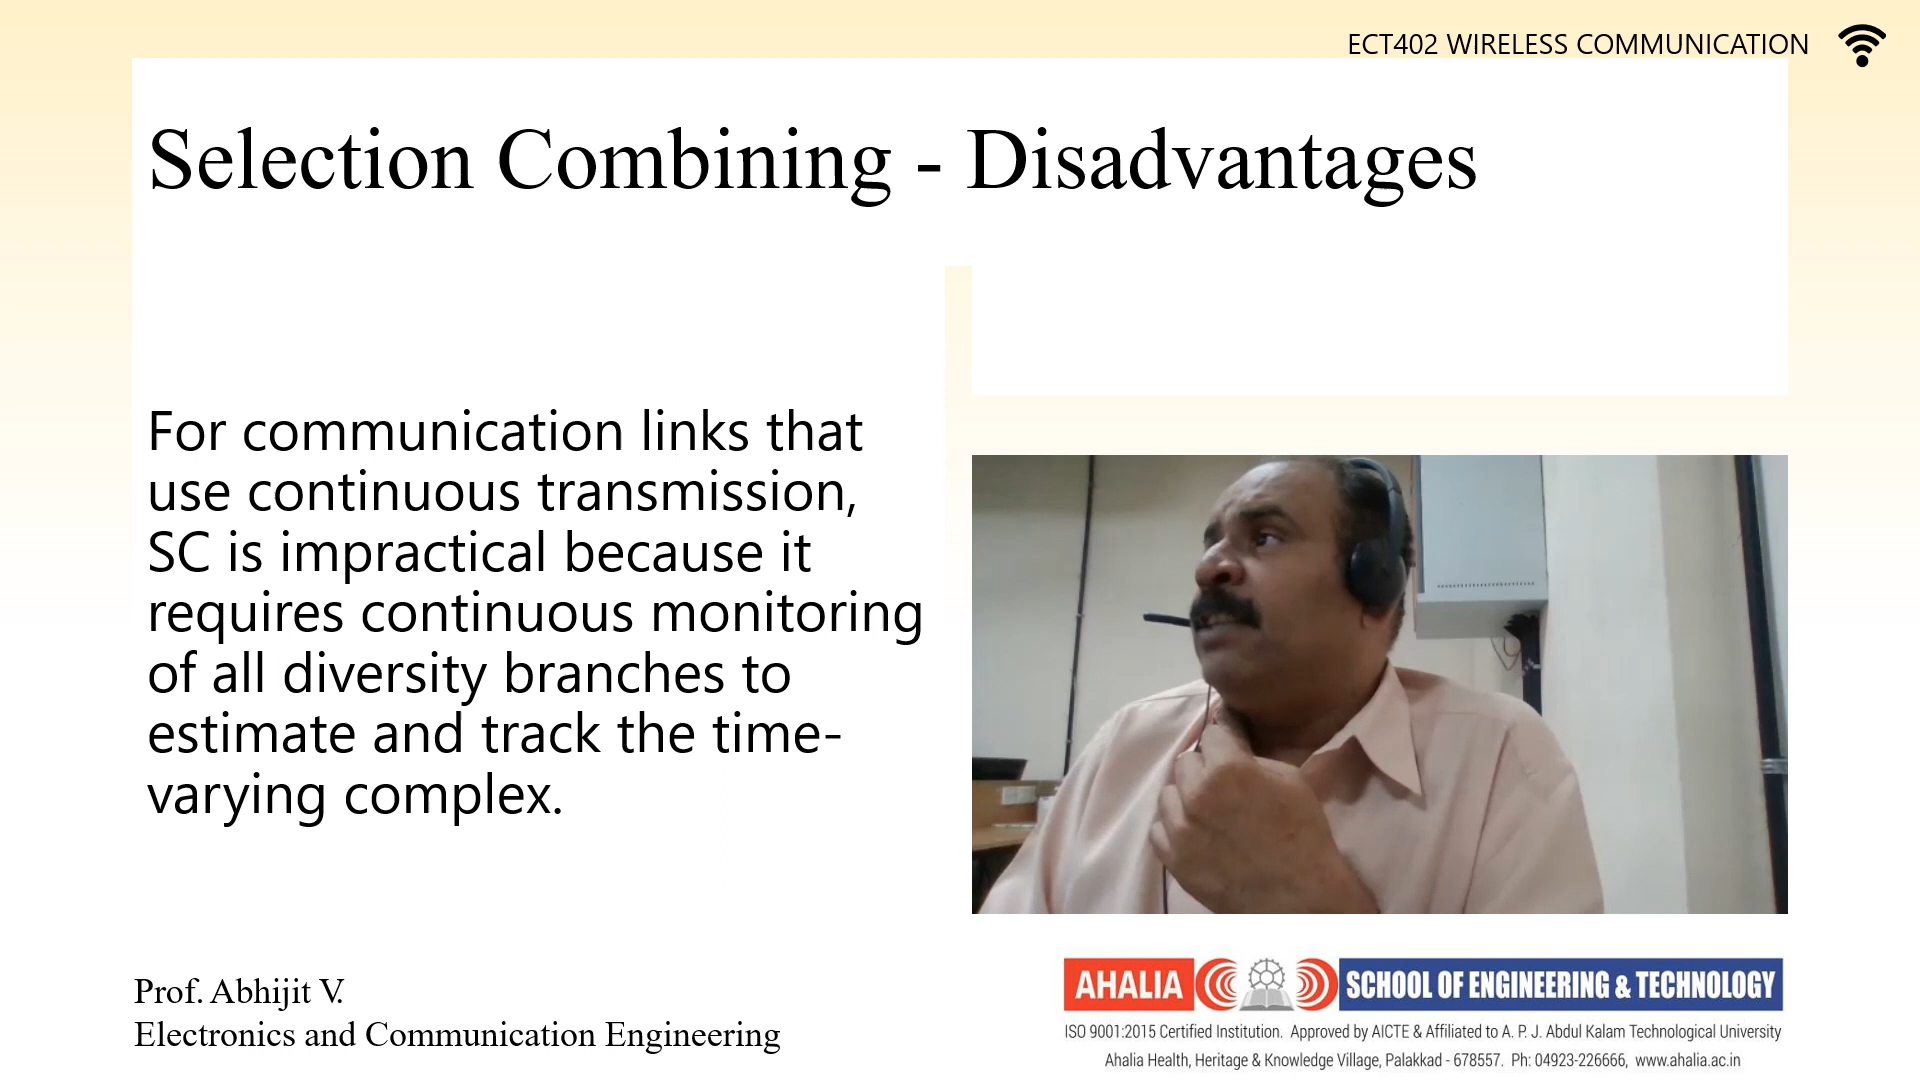 ECT402 WIRELESS COMMUNICATION
Selection Combining - Disadvantages
For communication links that
use continuous transmission,
SC is impractical because it
requires continuous monitoring
of all diversity branches to
estimate and track the time-
varying complex.
Prof. Abhijit V.
Electronics and Communication Engineering
AHALIA SCHOOL OF ENGINEERING & TECHNOLOGY
ISO 9001:2015 Certified Institution. Approved by AICTE & Affiliated to A. P. J. Abdul Kalam Technological University
Ahalia Health, Heritage & Knowledge Village, Palakkad - 678557. Ph: 04923-226666, www.ahalia.ac.in